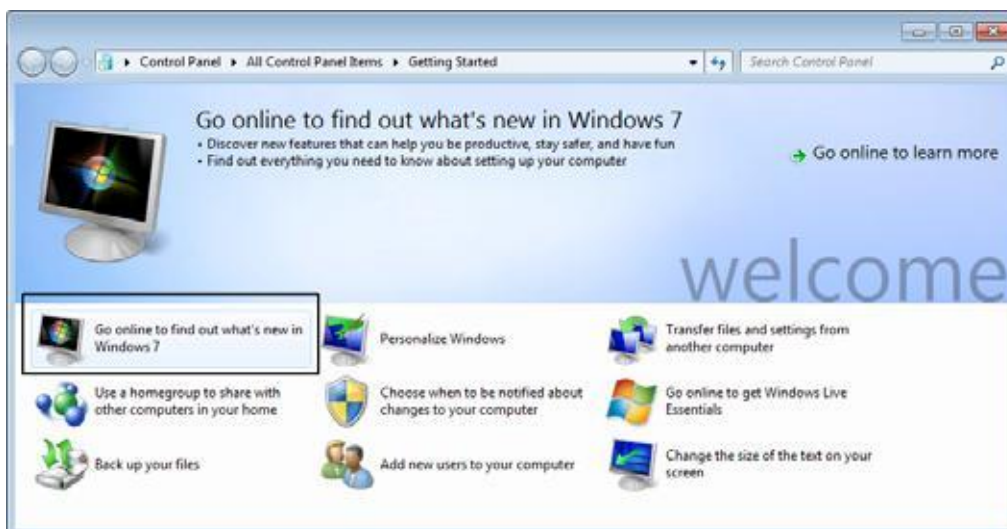 Control Panel ▸ All Control Panel Items ▸ Getting Started
Search Control Panel
Go online to find out what's new in Windows 7
• Discover new features that can help you be productive, stay safer, and have fun
• Find out everything you need to know about setting up your computer
Go online to learn more
welcome
Go online to find out what's new in
Windows 7
Personalize Windows
Transfer files and settings from
another computer
Use a homegroup to share with
other computers in your home
Choose when to be notified about
changes to your computer
Go online to get Windows Live
Essentials
Back up your files
Add new users to your computer
Change the size of the text on your
screen